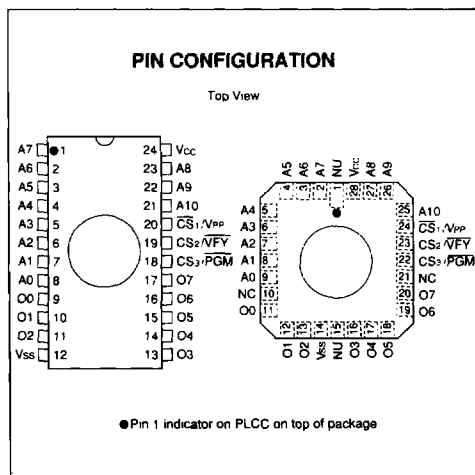 PIN CONFIGURATION
Top View
A7 ●1 24 Vcc
A6 2 23 A8
A5 3 22 A9
A4 4 21 A10
A3 5 20 C̅S̅1/VPP
A2 6 19 CS2/V̅F̅Y̅
A1 7 18 CS3/P̅G̅M̅
A0 8 17 O7
O0 9 16 O6
O1 10 15 O5
O2 11 14 O4
Vss 12 13 O3
A5 A6 A7 NU Vcc A8 A9
4 3 2 1 28 27 26
A4 5 25 A10
A3 6 24 C̅S̅1/VPP
A2 7 23 CS2/V̅F̅Y̅
A1 8 22 CS3/P̅G̅M̅
A0 9 21 NC
NC 10 20 O7
O0 11 19 O6
12 13 14 15 16 17 18
O1 O2 Vss NU O3 O4 O5
●Pin 1 indicator on PLCC on top of package